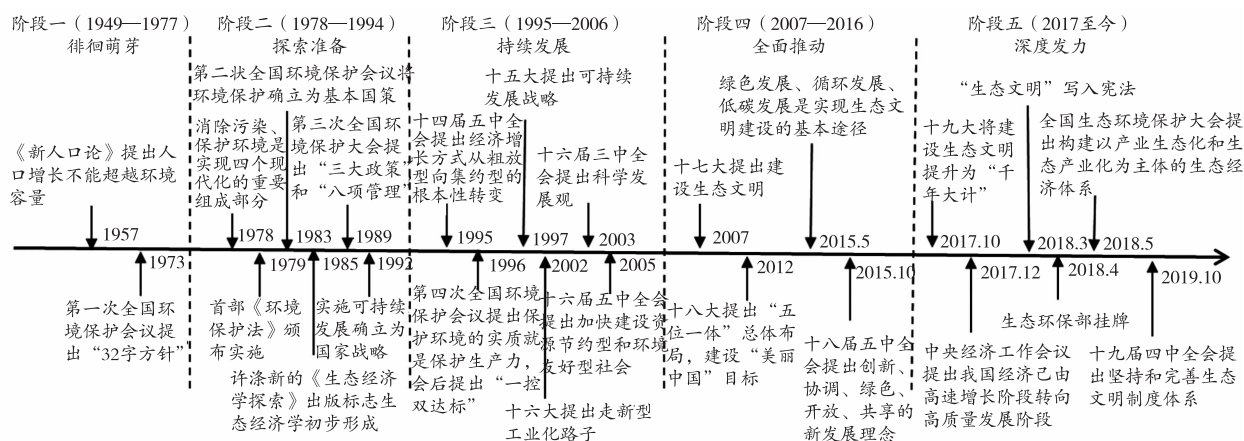 阶段一（1949—1977）
徘徊萌芽
阶段二（1978—1994）
探索准备
阶段三（1995—2006）
持续发展
阶段四（2007—2016）
全面推动
阶段五（2017至今）
深度发力
《新人口论》提出人
口增长不能超越环境
容量
第二状全国环境保护会议将
环境保护确立为基本国策
消除污染、
保护环境是
实现四个现
代化的重要
组成部分
第三次全国环
境保护大会提
出“三大政策”
和“八项管理”
十四届五中全
会提出经济增
长方式从粗放
型向集约型的
根本性转变
十五大提出可持续
发展战略
十六届三中全
会提出科学发
展观
十七大提出建
设生态文明
绿色发展、循环发展、
低碳发展是实现生态文
明建设的基本途径
十九大将建
设生态文明
提升为“千
年大计”
“生态文明”写入宪法
全国生态环境保护大会提
出构建以产业生态化和生
态产业化为主体的生态经
济体系
1957
1978
1983
1989
1995
1997
2003
2007
2015.5
2017.10
2018.3
2018.5
1973
1979
1985
1992
1996
2002
2005
2012
2015.10
2017.12
2018.4
2019.10
第一次全国环
境保护会议提
出“32字方针”
首部《环境
保护法》颁
布实施
许涤新的《生态经济
学探索》出版标志生
态经济学初步形成
实施可持续
发展确立为
国家战略
第四次全国环境
保护会议提出保
护环境的实质就
是保护生产力，
会后提出“一控
双达标”
十六大提出走新型
工业化路子
十六届五中全会
提出加快建设资
源节约型和环境
友好型社会
十八大提出“五
位一体”总体布
局，建设“美丽
中国”目标
十八届五中全
会提出创新、
协调、绿色、
开放、共享的
新发展理念
中央经济工作会议
提出我国经济已由
高速增长阶段转向
高质量发展阶段
生态环保部挂牌
十九届四中全会提
出坚持和完善生态
文明制度体系